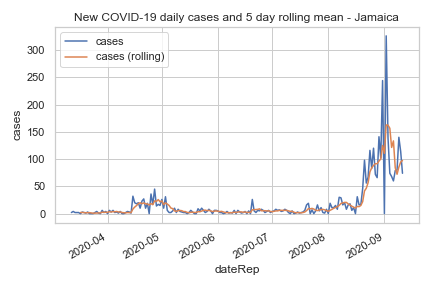 New COVID-19 daily cases and 5 day rolling mean - Jamaica
cases
cases (rolling)
300
250
200
150
100
50
0
cases
2020-04
2020-05
2020-06
2020-07
2020-08
2020-09
dateRep